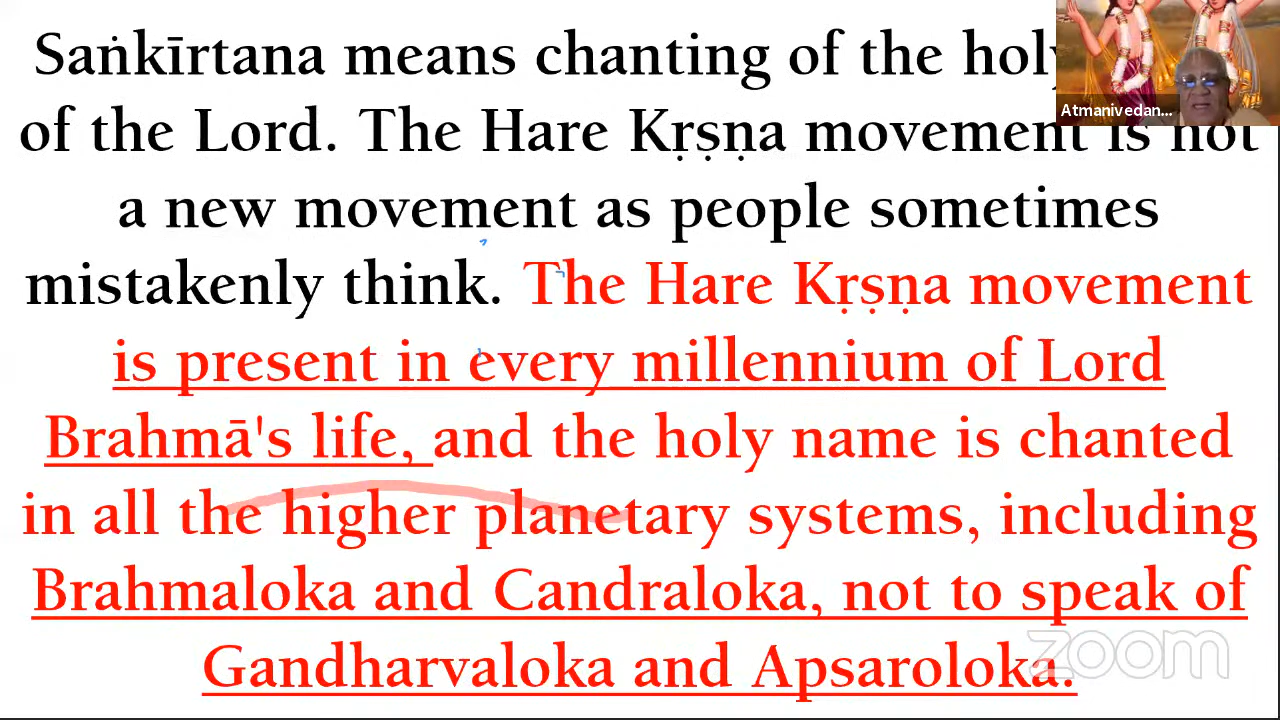 Saṅkīrtana means chanting of the holy
of the Lord. The Hare Kṛṣṇa movement is not
a new movement as people sometimes
mistakenly think. The Hare Kṛṣṇa movement
is present in every millennium of Lord
Brahmā's life, and the holy name is chanted
in all the higher planetary systems, including
Brahmaloka and Candraloka, not to speak of
Gandharvaloka and Apsaroloka.
Atmanivedan...
zoom